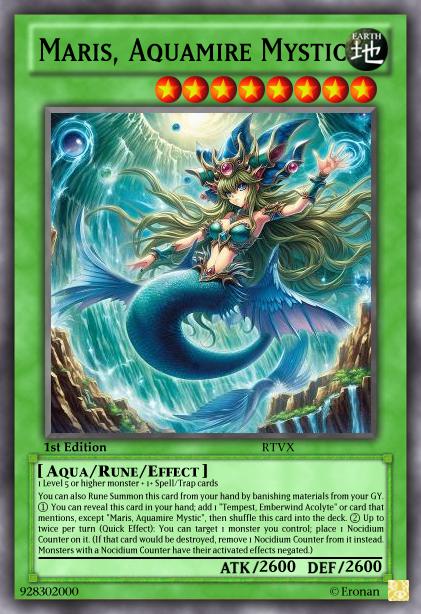 MARIS, AQUAMIRE MYSTIC
EARTH
地
1st Edition
RTVX
[ AQUA/RUNE/EFFECT ]
1 Level 5 or higher monster + 1+ Spell/Trap cards
You can also Rune Summon this card from your hand by banishing materials from your GY.
① You can reveal this card in your hand; add 1 "Tempest, Emberwind Acolyte" or card that
mentions, except "Maris, Aquamire Mystic", then shuffle this card into the deck. ② Up to
twice per turn (Quick Effect): You can target 1 monster you control; place 1 Nocidium
Counter on it. (If that card would be destroyed, remove 1 Nocidium Counter from it instead.
Monsters with a Nocidium Counter have their activated effects negated.)
ATK/2600 DEF/2600
928302000
© Eronan